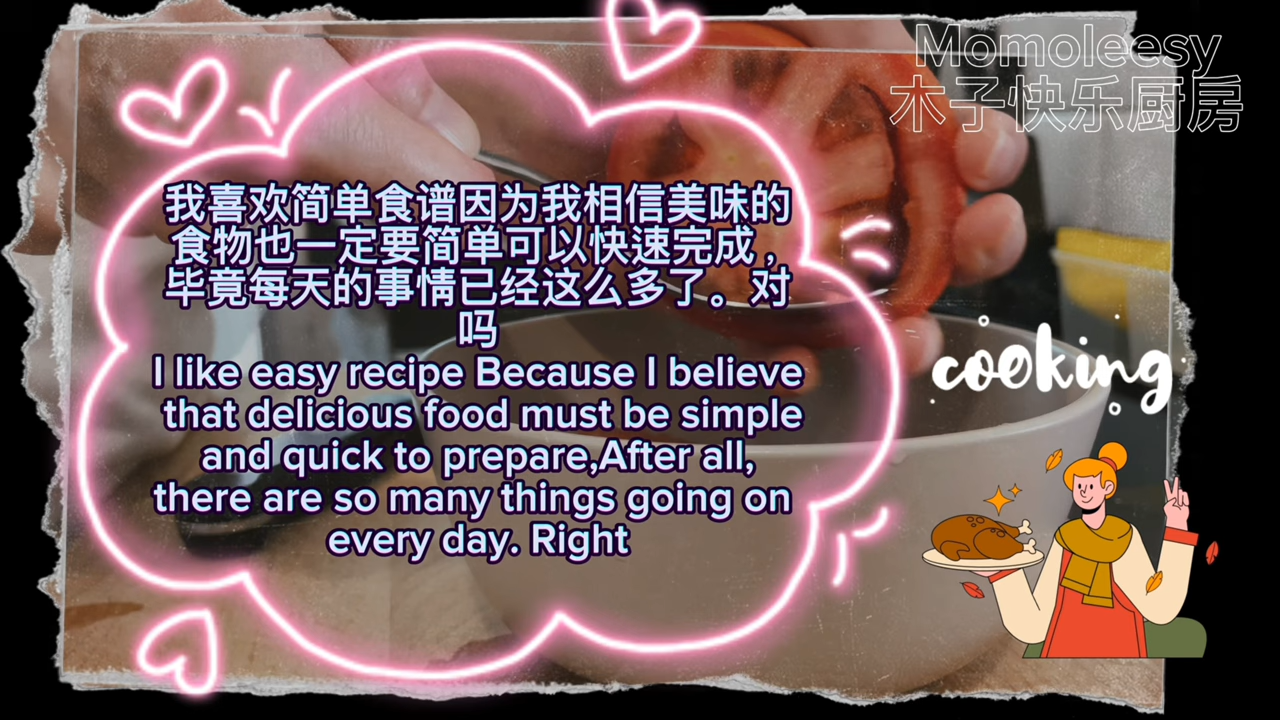 Momoleesy
木子快乐厨房
我喜欢简单食谱因为我相信美味的
食物也一定要简单可以快速完成，
毕竟每天的事情已经这么多了。对
吗
I like easy recipe Because I believe
that delicious food must be simple
and quick to prepare,After all,
there are so many things going on
every day. Right
cooking